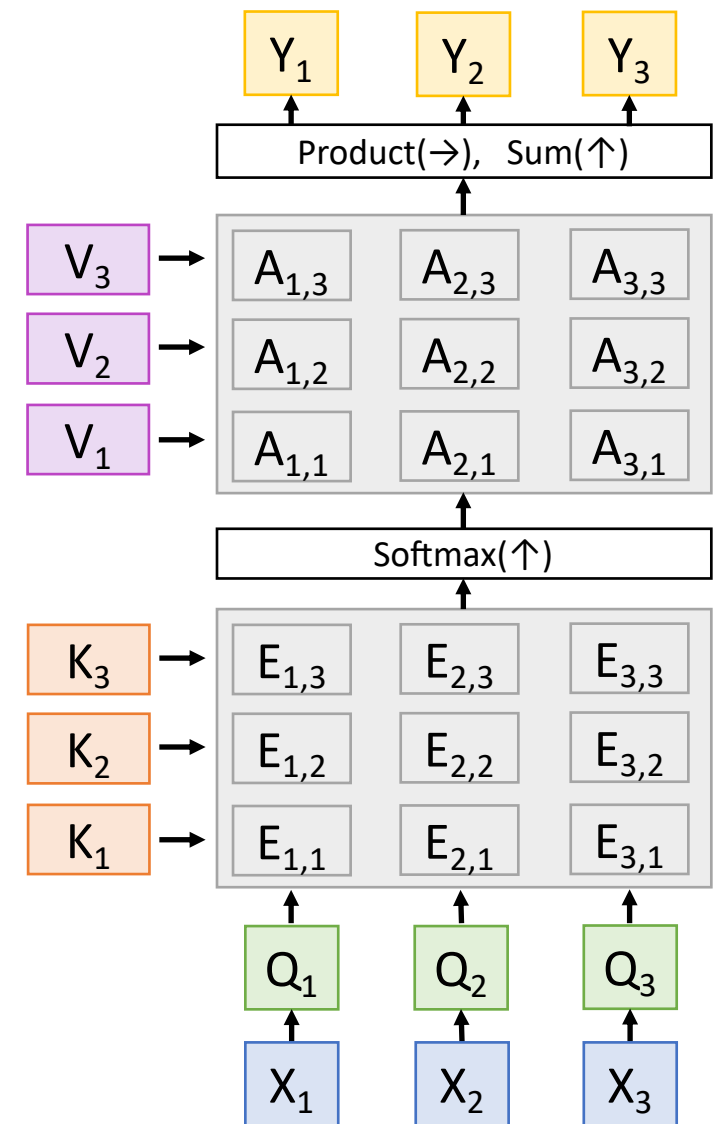 Y₁ Y₂ Y₃
Product(→), Sum(↑)
V₃ A₁,₃ A₂,₃ A₃,₃
V₂ A₁,₂ A₂,₂ A₃,₂
V₁ A₁,₁ A₂,₁ A₃,₁
Softmax(↑)
K₃ E₁,₃ E₂,₃ E₃,₃
K₂ E₁,₂ E₂,₂ E₃,₂
K₁ E₁,₁ E₂,₁ E₃,₁
Q₁ Q₂ Q₃
X₁ X₂ X₃